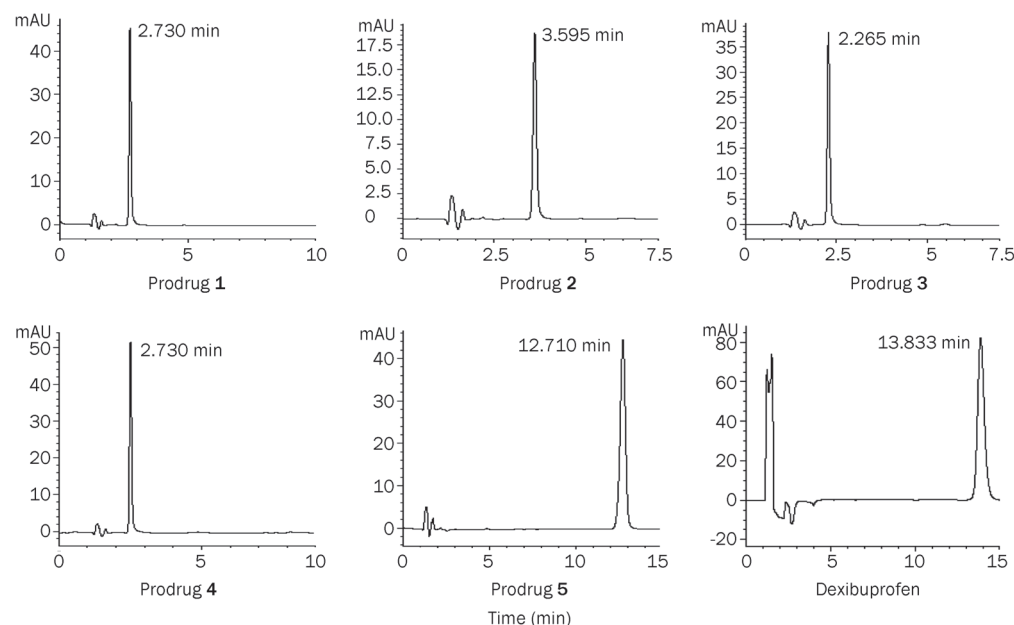 mAU
2.730 min
40
30
20
10
0
0 5 10
Prodrug 1
mAU
3.595 min
17.5
15.0
12.5
10.0
7.5
5.0
2.5
0
0 2.5 5 7.5
Prodrug 2
mAU
2.265 min
35
30
25
20
15
10
5
0
0 2.5 5 7.5
Prodrug 3
mAU
2.730 min
50
40
30
20
10
0
0 5 10
Prodrug 4
mAU
12.710 min
40
30
20
10
0
0 5 10 15
Prodrug 5
mAU
13.833 min
80
60
40
20
0
-20
0 5 10 15
Dexibuprofen
Time (min)